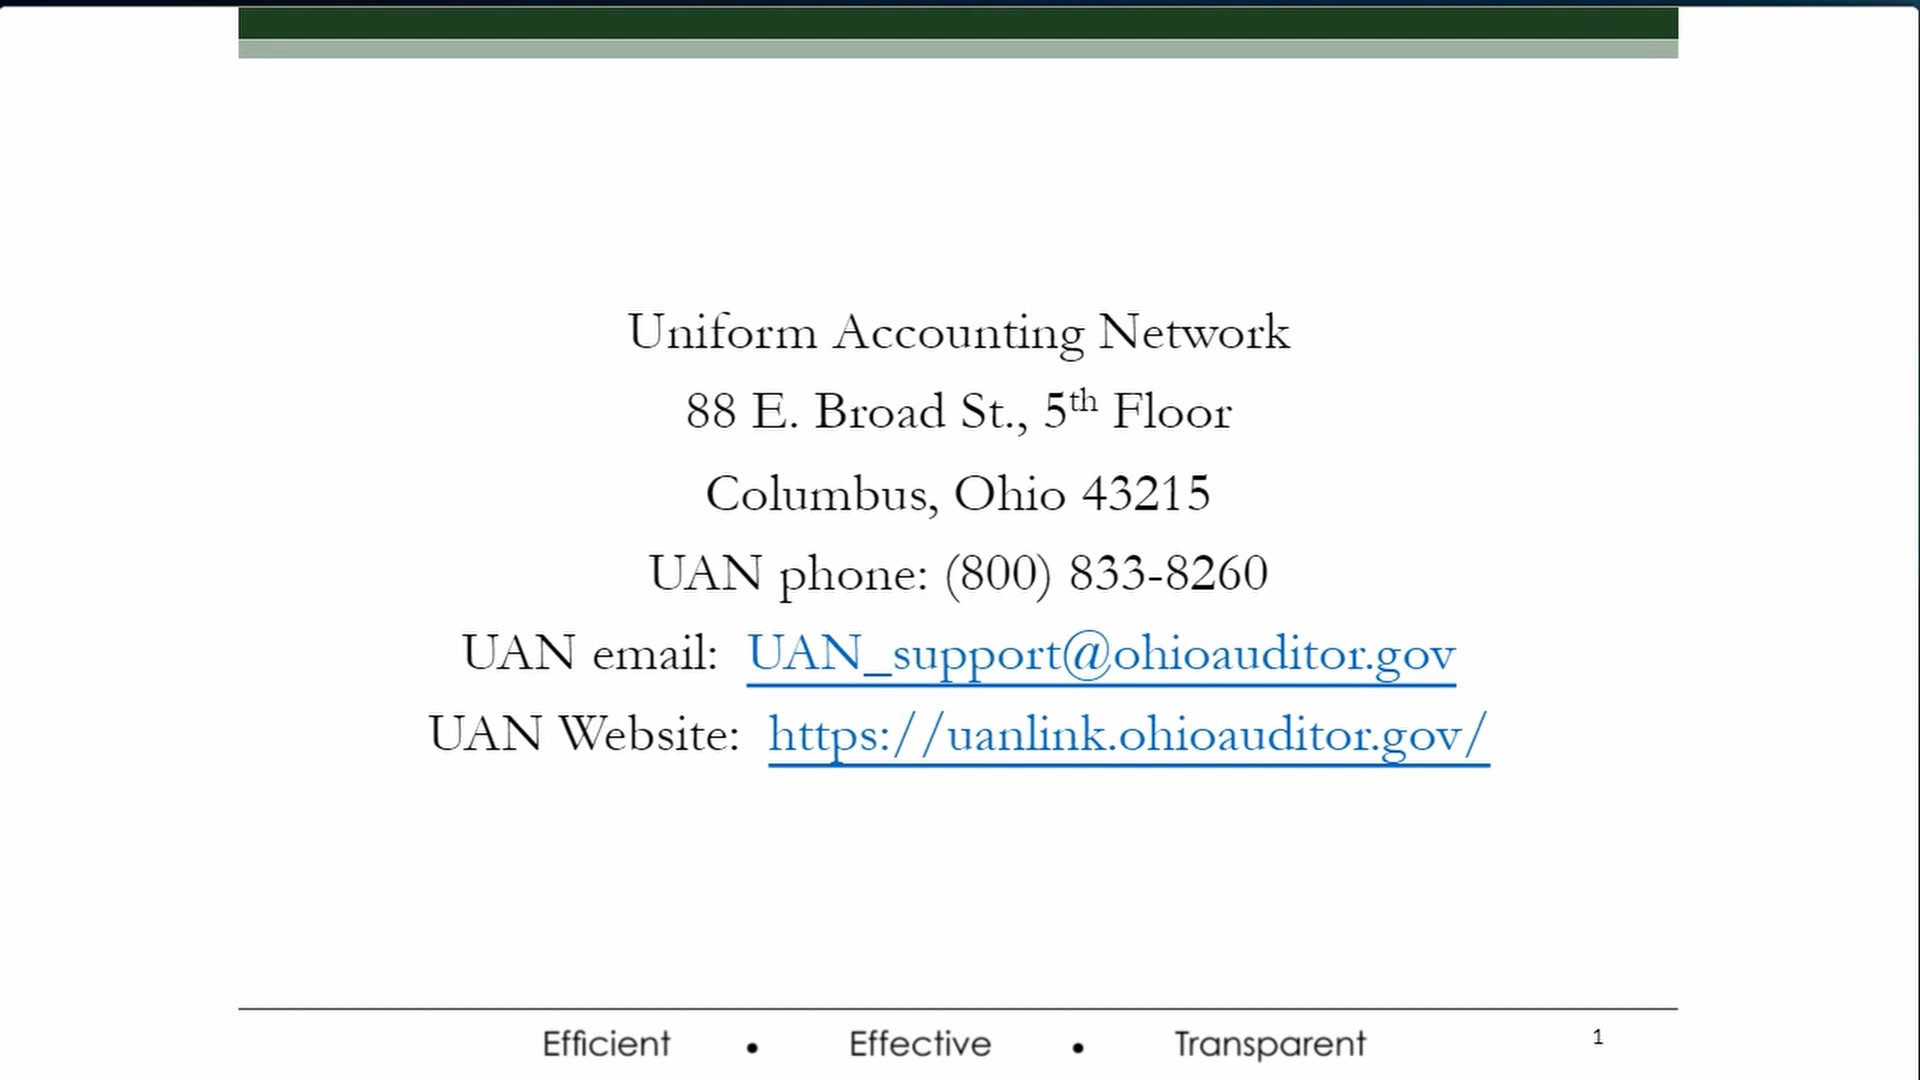 Uniform Accounting Network
88 E. Broad St., 5th Floor
Columbus, Ohio 43215
UAN phone: (800) 833-8260
UAN email: UAN_support@ohioauditor.gov
UAN Website: https://uanlink.ohioauditor.gov/
Efficient • Effective • Transparent 1